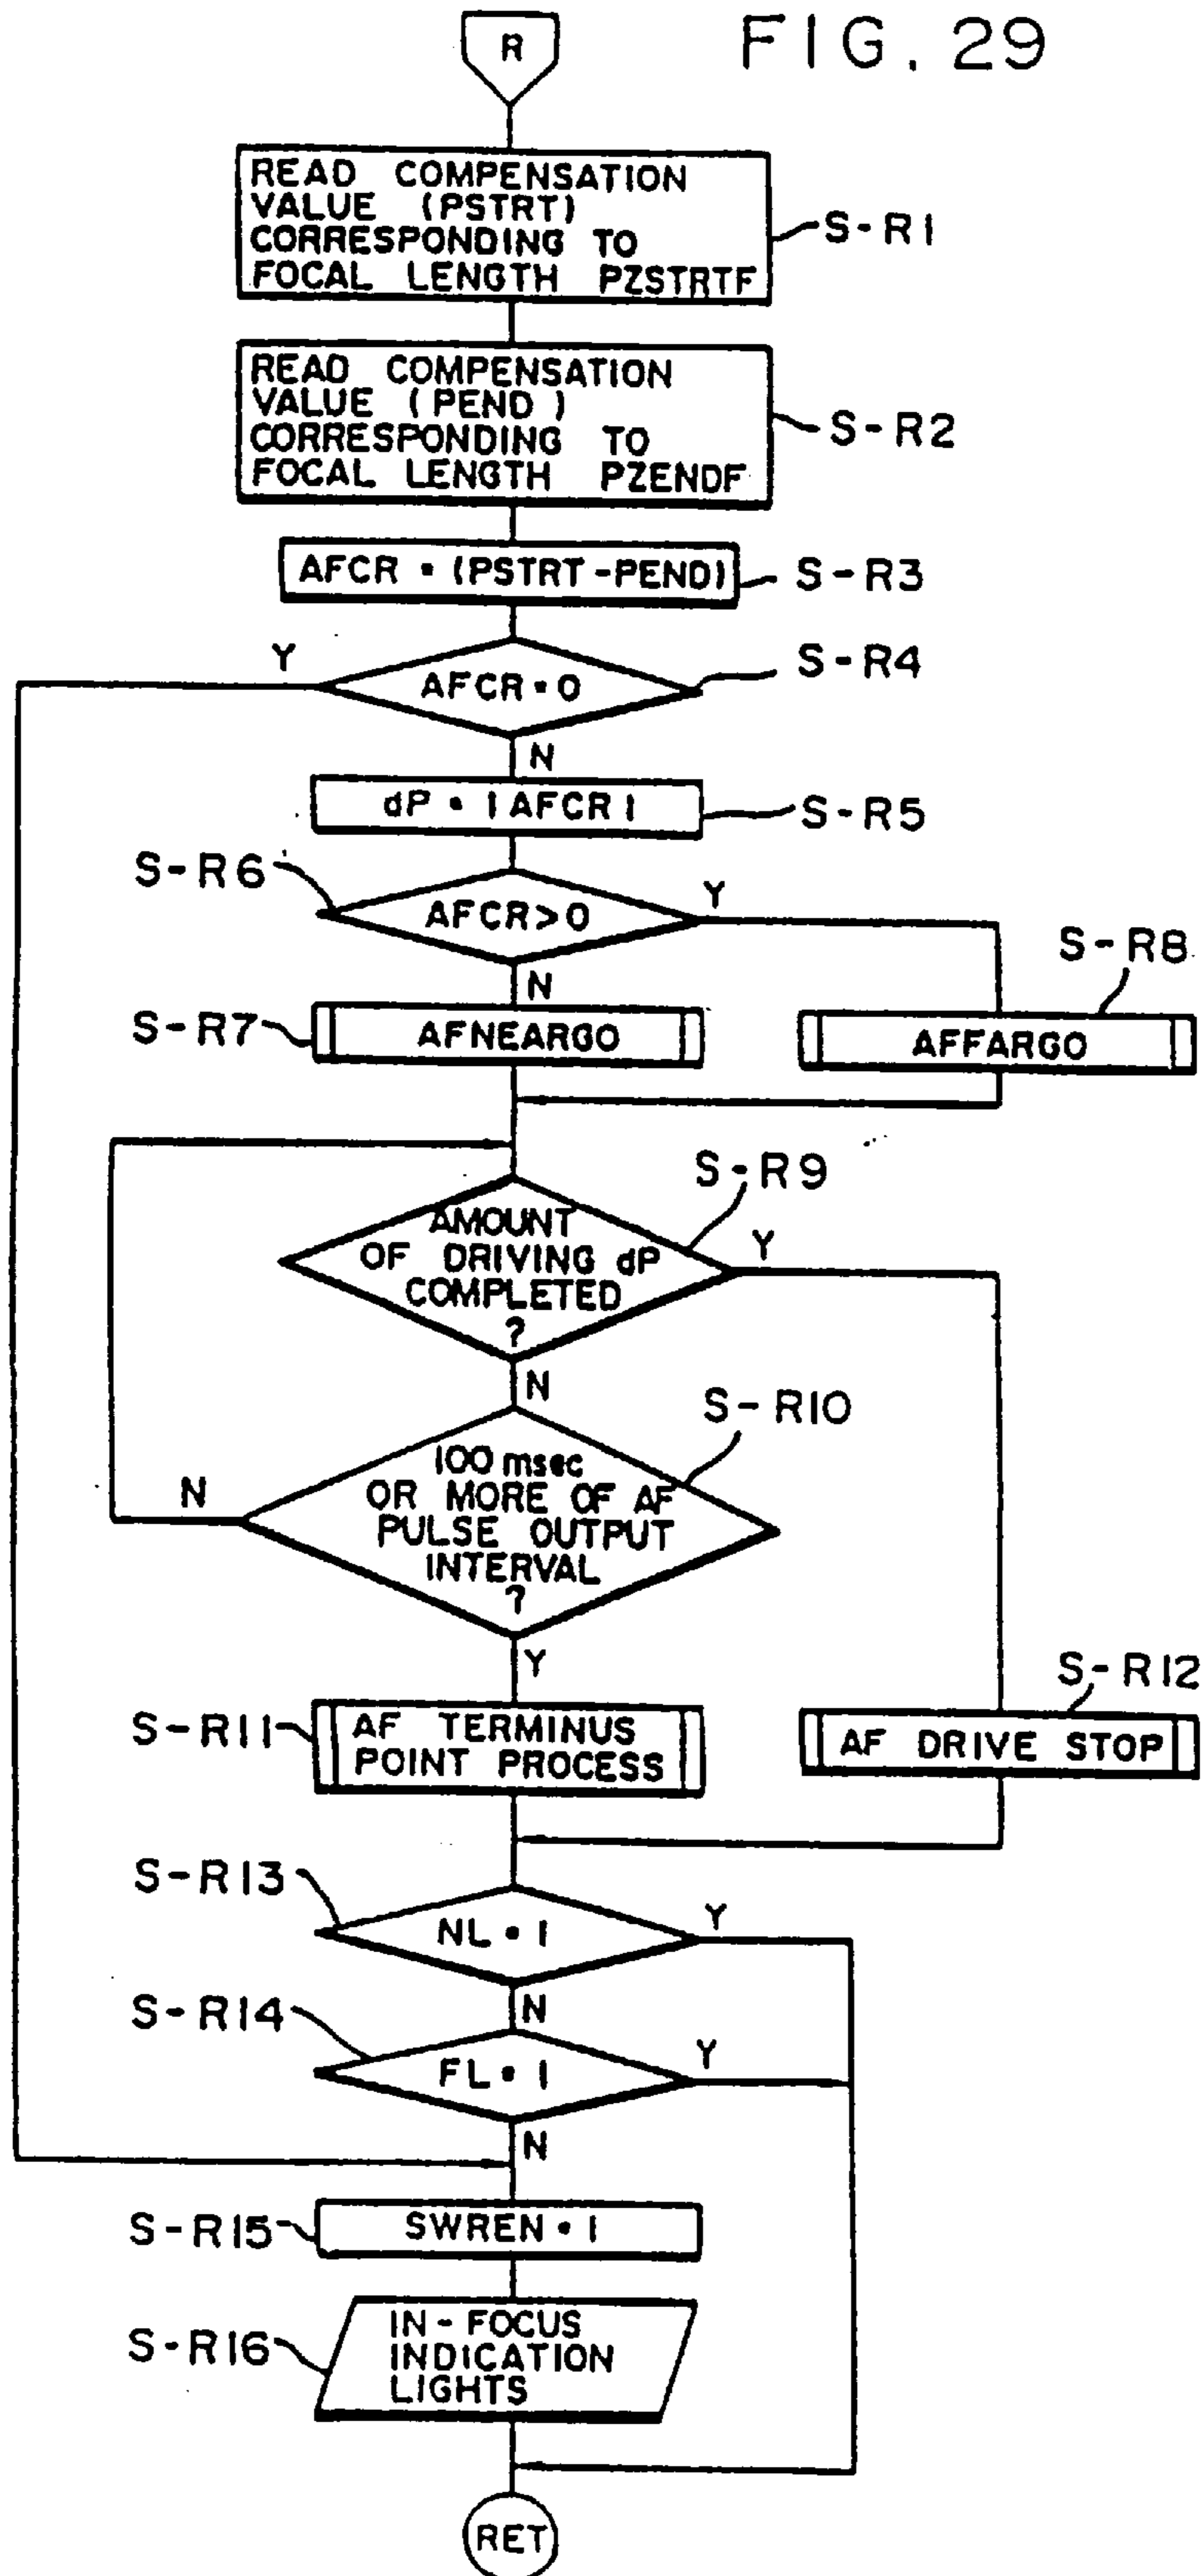 FIG. 29
R
READ COMPENSATION
VALUE (PSTRT)
CORRESPONDING TO
FOCAL LENGTH PZSTRTF
S-R1
READ COMPENSATION
VALUE (PEND)
CORRESPONDING TO
FOCAL LENGTH PZENDF
S-R2
AFCR = (PSTRT-PEND)
S-R3
Y
AFCR = 0
S-R4
N
dP = |AFCR|
S-R5
S-R6
AFCR > 0
Y
N
S-R8
S-R7
AFNEARGO
AFFARGO
S-R9
AMOUNT
OF DRIVING dP
COMPLETED
?
Y
N
S-R10
100 msec
OR MORE OF AF
PULSE OUTPUT
INTERVAL
?
N
Y
S-R12
S-R11
AF TERMINUS
POINT PROCESS
AF DRIVE STOP
S-R13
NL = 1
Y
N
S-R14
FL = 1
Y
N
S-R15
SWREN = 1
S-R16
IN-FOCUS
INDICATION
LIGHTS
RET